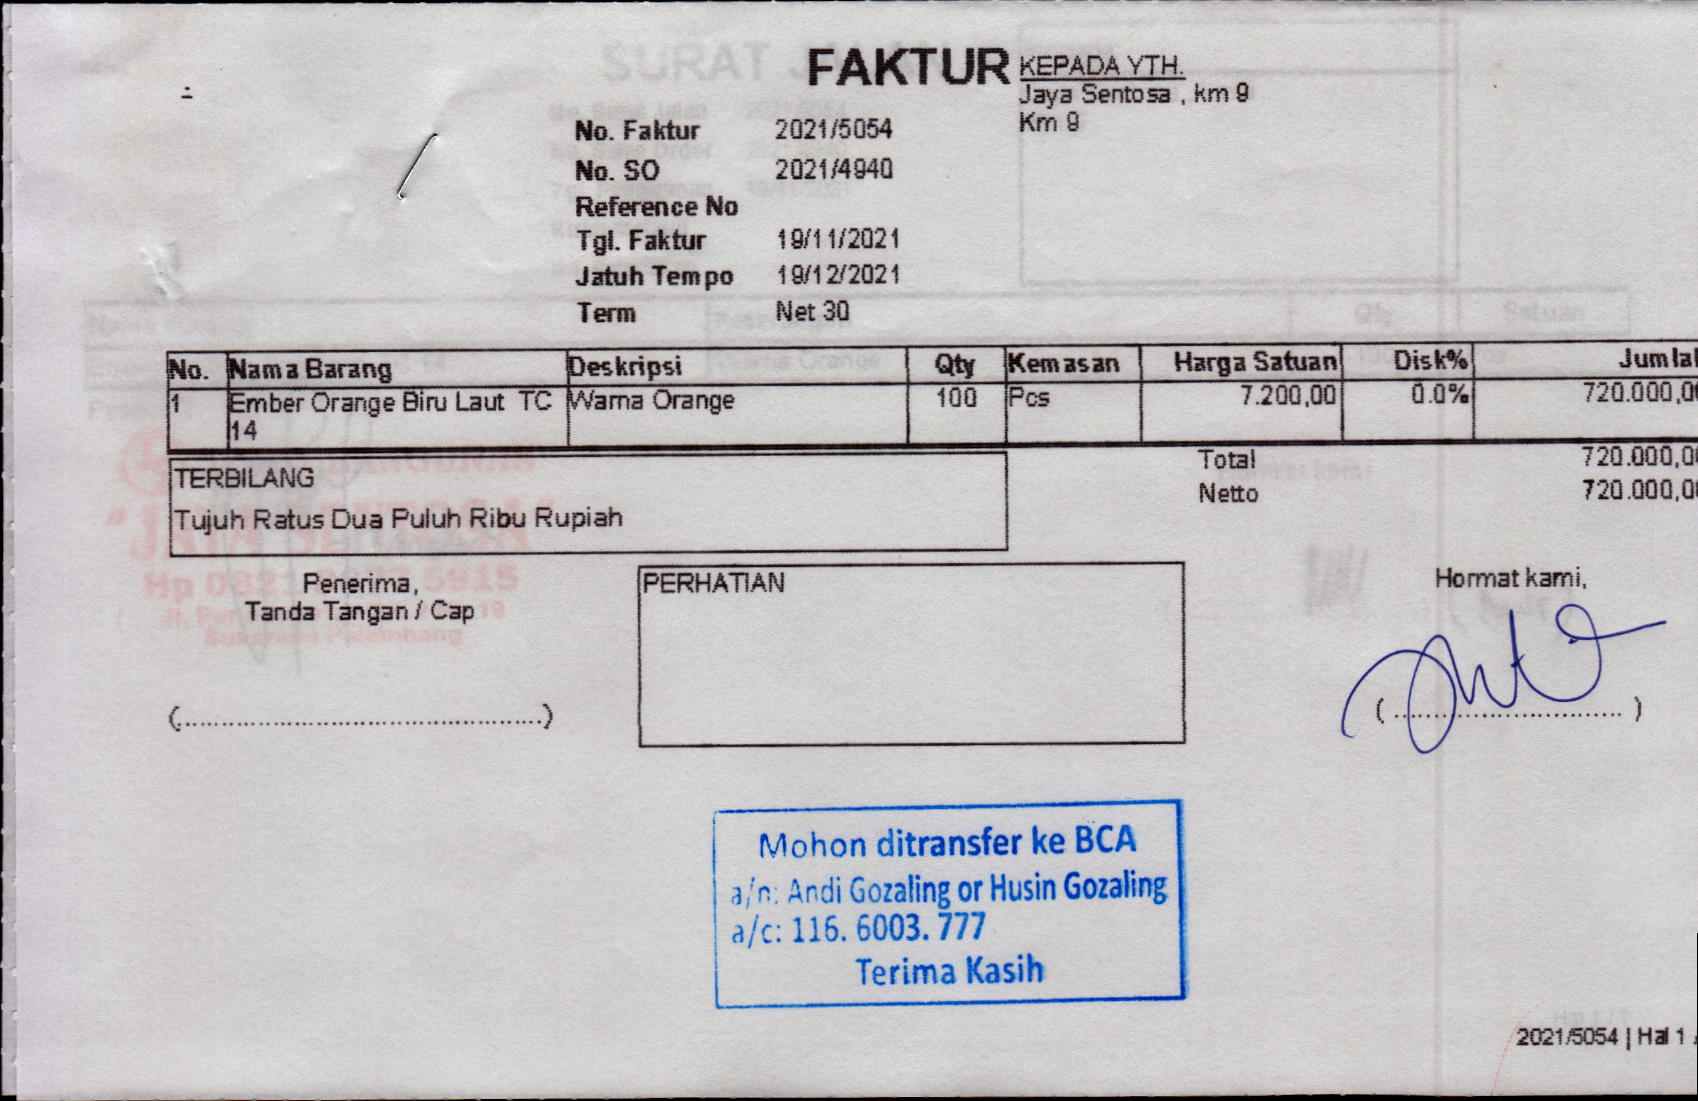 FAKTUR
KEPADA YTH.
Jaya Sentosa , km 9
Km 9
No. Faktur 2021/5054
No. SO 2021/4940
Reference No
Tgl. Faktur 19/11/2021
Jatuh Tempo 19/12/2021
Term Net 30
No. Nama Barang Deskripsi Qty Kemasan Harga Satuan Disk% Jumlal
1 Ember Orange Biru Laut TC Warna Orange 100 Pcs 7.200,00 0.0% 720.000,0
14
Total 720.000,0
Netto 720.000,0
TERBILANG
Tujuh Ratus Dua Puluh Ribu Rupiah
Penerima,
Tanda Tangan / Cap
(................................................)
PERHATIAN
Hormat kami,
( ............................... )
Mohon ditransfer ke BCA
a/n: Andi Gozaling or Husin Gozaling
a/c: 116. 6003. 777
Terima Kasih
2021/5054 | Hal 1